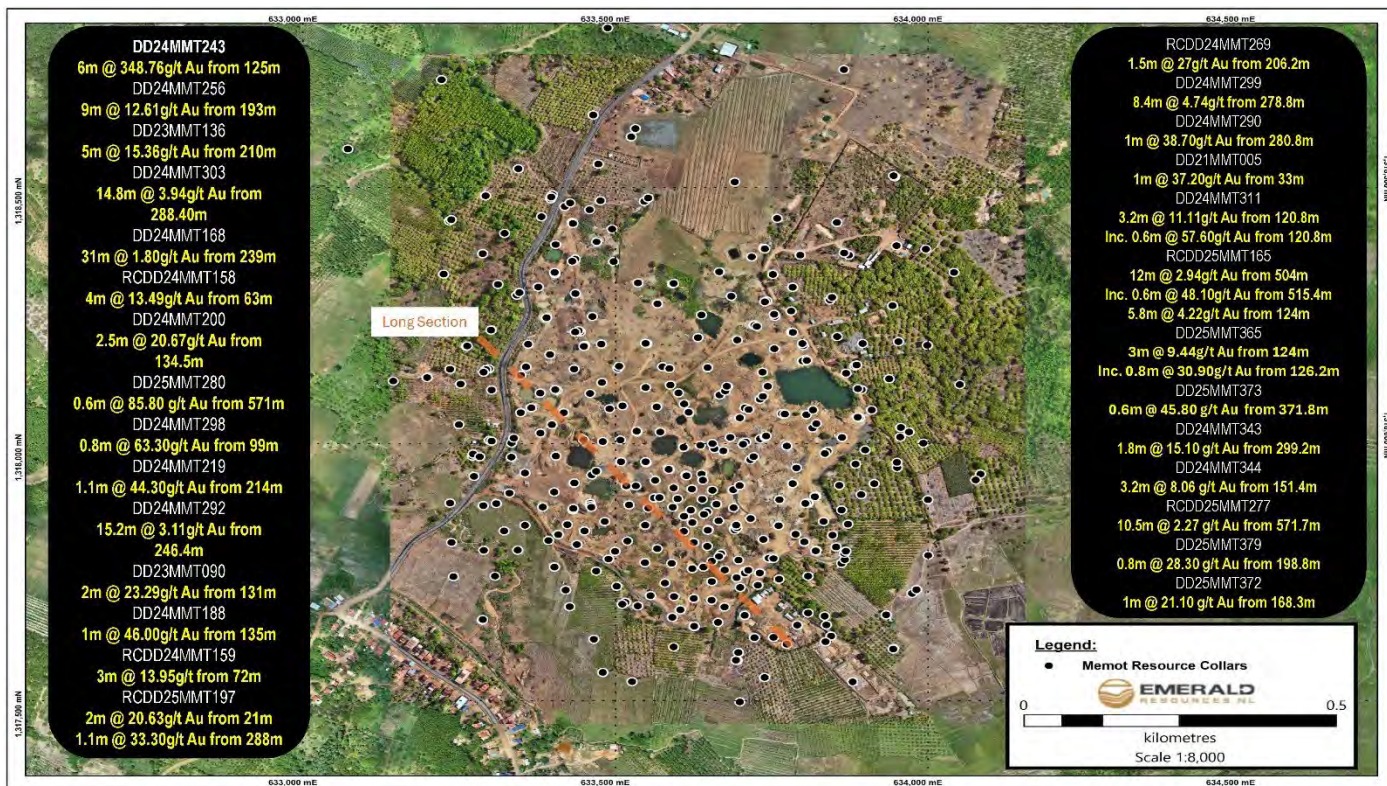 633,000 mE
633,500 mE
634,000 mE
634,500 mE
DD24MMT243
6m @ 348.76g/t Au from 125m
DD24MMT256
9m @ 12.61g/t Au from 193m
DD23MMT136
5m @ 15.36g/t Au from 210m
DD24MMT303
14.8m @ 3.94g/t Au from
288.40m
DD24MMT168
31m @ 1.80g/t Au from 239m
RCDD24MMT158
4m @ 13.49g/t Au from 63m
DD24MMT200
2.5m @ 20.67g/t Au from
134.5m
DD25MMT280
0.6m @ 85.80 g/t Au from 571m
DD24MMT298
0.8m @ 63.30g/t Au from 99m
DD24MMT219
1.1m @ 44.30g/t Au from 214m
DD24MMT292
15.2m @ 3.11g/t Au from
246.4m
DD23MMT090
2m @ 23.29g/t Au from 131m
DD24MMT188
1m @ 46.00g/t Au from 135m
RCDD24MMT159
3m @ 13.95g/t Au from 72m
RCDD25MMT197
2m @ 20.63g/t Au from 21m
1.1m @ 33.30g/t Au from 288m
1,318,500 mN
1,318,000 mN
1,317,500 mN
Long Section
RCDD24MMT269
1.5m @ 27g/t Au from 206.2m
DD24MMT299
8.4m @ 4.74g/t from 278.8m
DD24MMT290
1m @ 38.70g/t Au from 280.8m
DD21MMT005
1m @ 37.20g/t Au from 33m
DD24MMT311
3.2m @ 11.11g/t Au from 120.8m
Inc. 0.6m @ 57.60g/t Au from 120.8m
RCDD25MMT165
12m @ 2.94g/t Au from 504m
Inc. 0.6m @ 48.10g/t Au from 515.4m
5.8m @ 4.22g/t Au from 124m
DD25MMT365
3m @ 9.44g/t Au from 124m
Inc. 0.8m @ 30.90g/t Au from 126.2m
DD25MMT373
0.6m @ 45.80 g/t Au from 371.8m
DD24MMT343
1.8m @ 15.10 g/t Au from 299.2m
DD24MMT344
3.2m @ 8.06 g/t Au from 151.4m
RCDD25MMT277
10.5m @ 2.27 g/t Au from 571.7m
DD25MMT379
0.8m @ 28.30 g/t Au from 198.8m
DD25MMT372
1m @ 21.10 g/t Au from 168.3m
Legend:
Memot Resource Collars
EMERALD
RESOURCES NL
0
0.5
kilometres
Scale 1:8,000
633,000 mE
633,500 mE
634,000 mE
634,500 mE